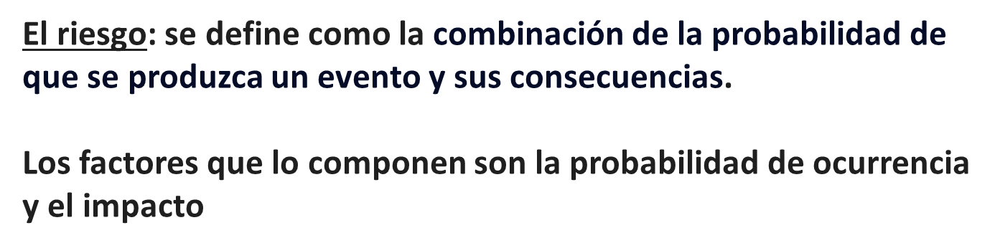 El riesgo: se define como la combinación de la probabilidad de
que se produzca un evento y sus consecuencias.
Los factores que lo componen son la probabilidad de ocurrencia
y el impacto